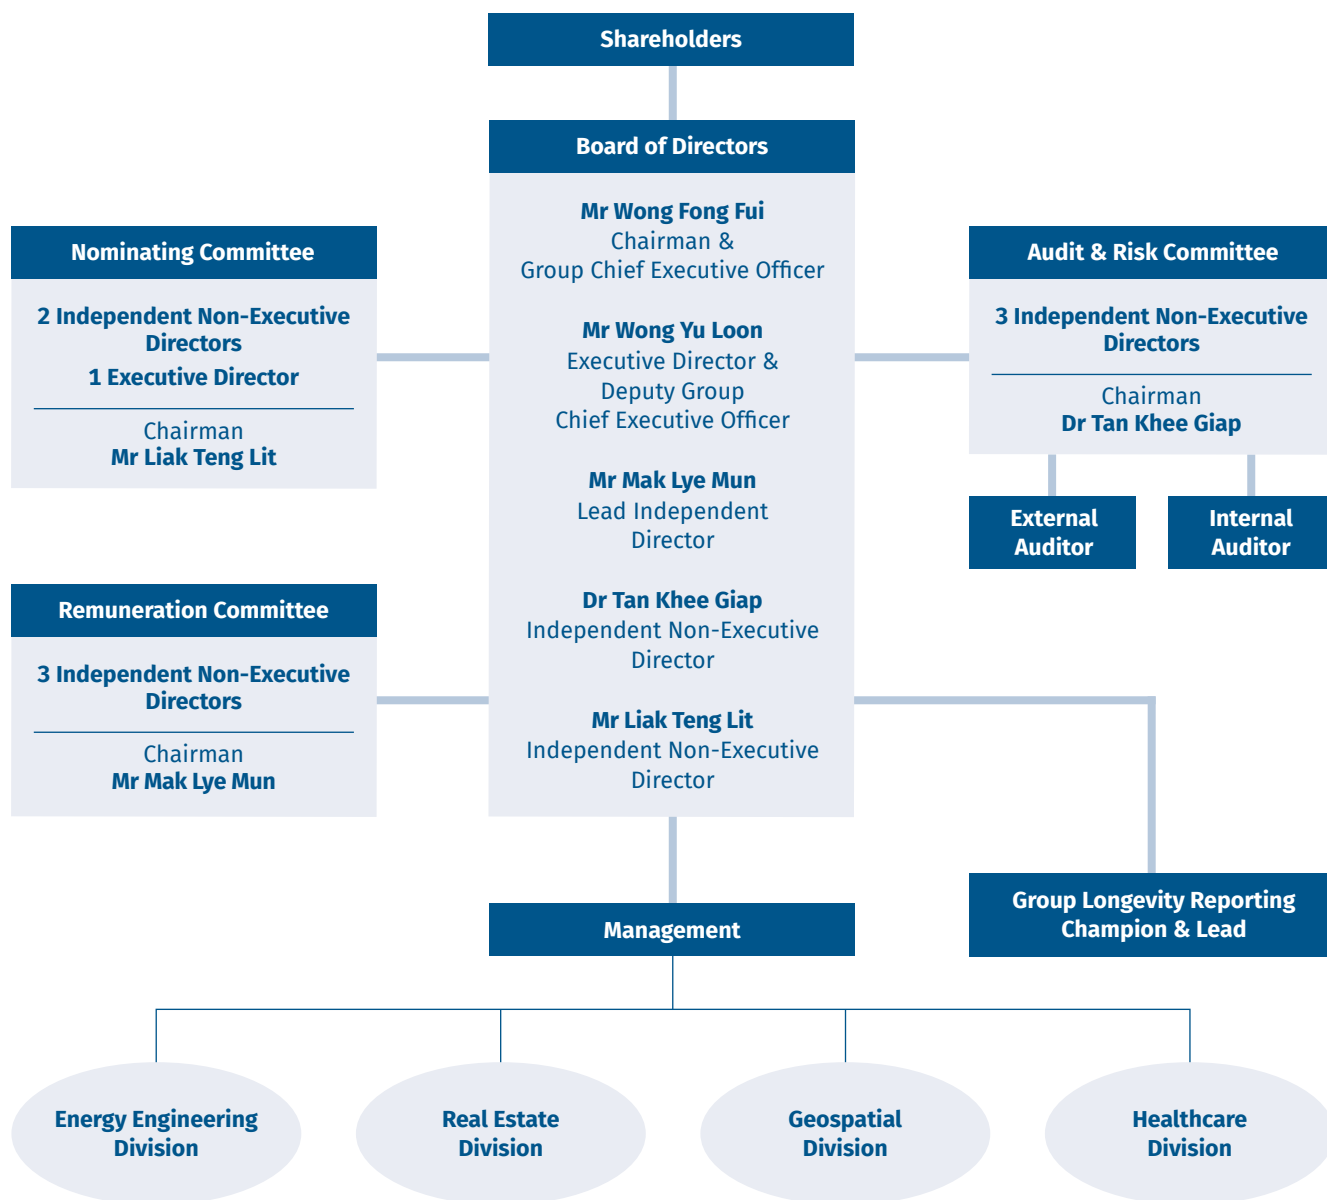 Shareholders
Board of Directors
Mr Wong Fong Fui
Chairman &
Group Chief Executive Officer
Mr Wong Yu Loon
Executive Director &
Deputy Group
Chief Executive Officer
Mr Mak Lye Mun
Lead Independent
Director
Dr Tan Khee Giap
Independent Non-Executive
Director
Mr Liak Teng Lit
Independent Non-Executive
Director
Nominating Committee
2 Independent Non-Executive
Directors
1 Executive Director
Chairman
Mr Liak Teng Lit
Remuneration Committee
3 Independent Non-Executive
Directors
Chairman
Mr Mak Lye Mun
Audit & Risk Committee
3 Independent Non-Executive
Directors
Chairman
Dr Tan Khee Giap
External
Auditor
Internal
Auditor
Group Longevity Reporting
Champion & Lead
Management
Energy Engineering
Division
Real Estate
Division
Geospatial
Division
Healthcare
Division